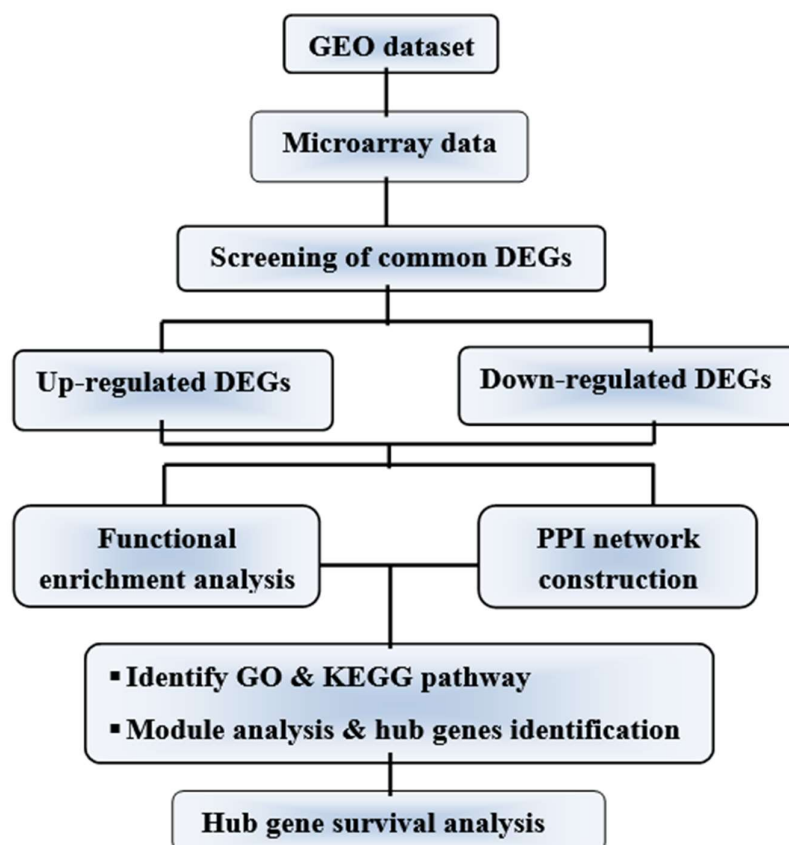 GEO dataset
Microarray data
Screening of common DEGs
Up-regulated DEGs
Down-regulated DEGs
Functional
enrichment analysis
PPI network
construction
▪ Identify GO & KEGG pathway
▪ Module analysis & hub genes identification
Hub gene survival analysis